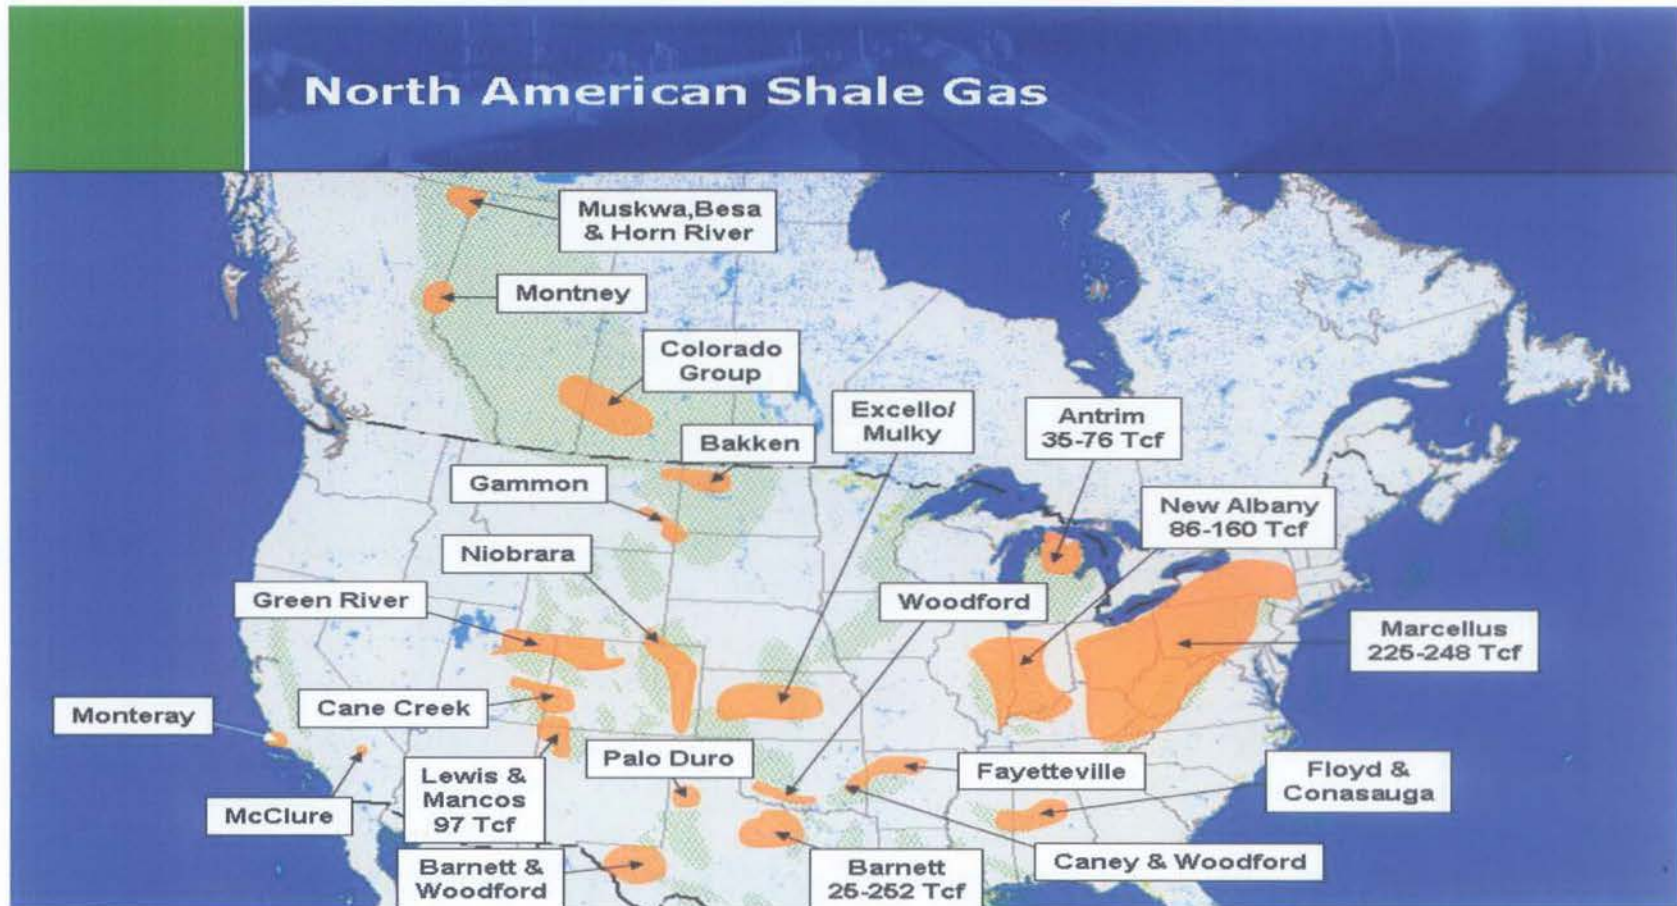 North American Shale Gas
Muskwa,Besa
& Horn River
Montney
Colorado
Group
Excello/
Mulky
Antrim
35-76 Tcf
Bakken
Gammon
New Albany
86-160 Tcf
Niobrara
Green River
Woodford
Marcellus
225-248 Tcf
Cane Creek
Monteray
Palo Duro
Lewis &
Mancos
97 Tcf
Fayetteville
Floyd &
Conasauga
McClure
Barnett &
Woodford
Barnett
25-252 Tcf
Caney & Woodford